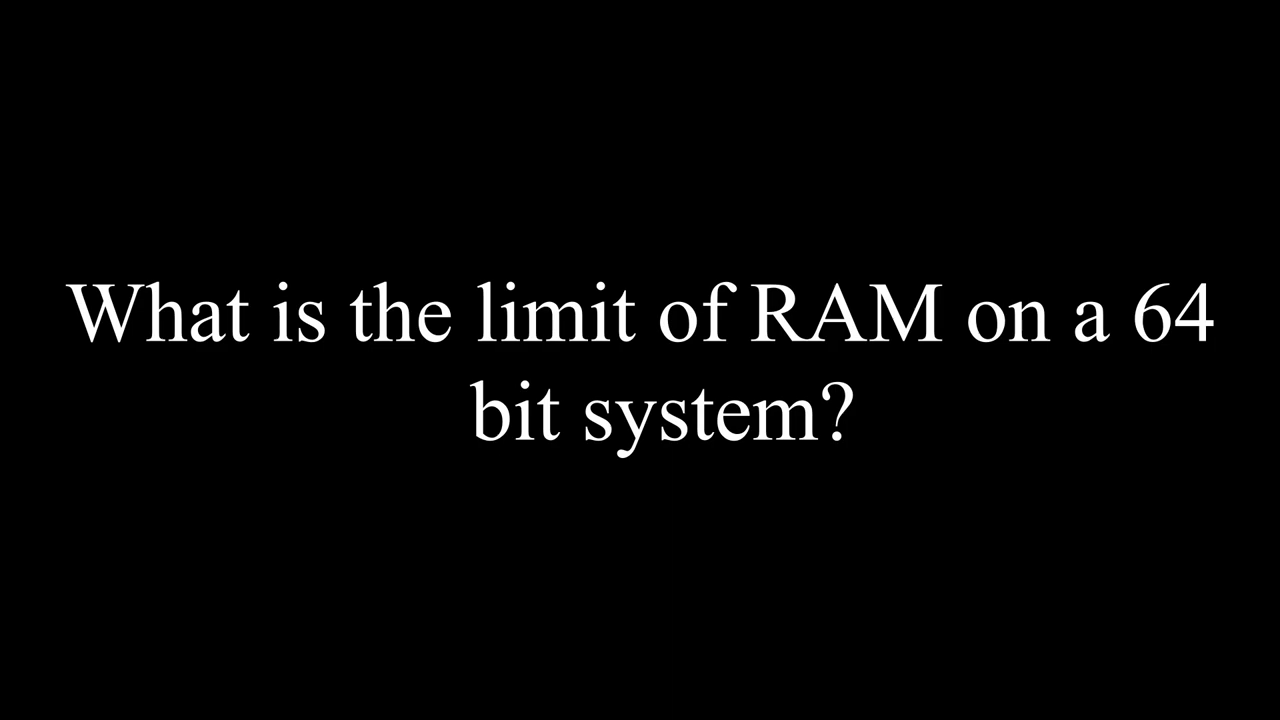 What is the limit of RAM on a 64
bit system?